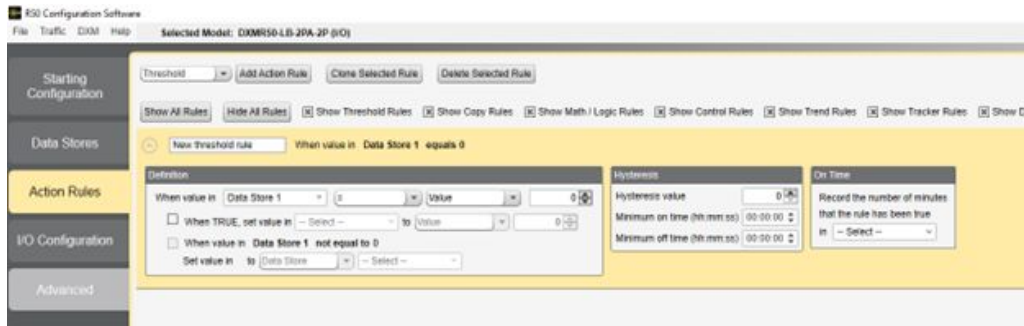 R50 Configuration Software
File Traffic DXM Help Selected Model: DXMR50-LB-2PA-2P (I/O)
Starting Configuration
Threshold Add Action Rule Clone Selected Rule Delete Selected Rule
Show All Rules Hide All Rules Show Threshold Rules Show Copy Rules Show Math / Logic Rules Show Control Rules Show Trend Rules Show Tracker Rules Show D
Data Stores
New threshold rule When value in Data Store 1 equals 0
Action Rules
Definition
When value in Data Store 1 = Value 0
When TRUE, set value in -- Select -- to Value 0
When value in Data Store 1 not equal to 0
Set value in to Data Store -- Select --
Hysteresis
Hysteresis value 0
Minimum on time (hh:mm:ss) 00:00:00
Minimum off time (hh:mm:ss) 00:00:00
On Time
Record the number of minutes
that the rule has been true
in -- Select --
I/O Configuration
Advanced